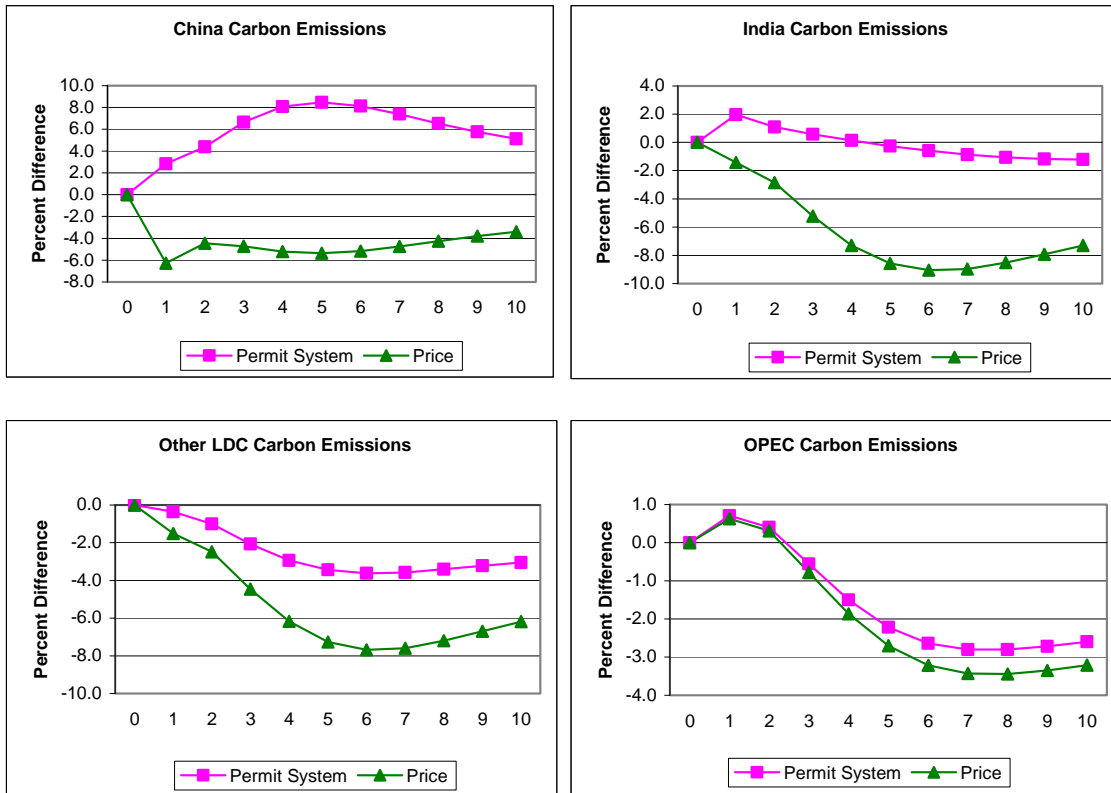 China Carbon Emissions
Percent Difference
10.0
8.0
6.0
4.0
2.0
0.0
-2.0
-4.0
-6.0
-8.0
0 1 2 3 4 5 6 7 8 9 10
Permit System Price
India Carbon Emissions
Percent Difference
4.0
2.0
0.0
-2.0
-4.0
-6.0
-8.0
-10.0
0 1 2 3 4 5 6 7 8 9 10
Permit System Price
Other LDC Carbon Emissions
Percent Difference
0.0
-2.0
-4.0
-6.0
-8.0
-10.0
0 1 2 3 4 5 6 7 8 9 10
Permit System Price
OPEC Carbon Emissions
Percent Difference
1.0
0.0
-1.0
-2.0
-3.0
-4.0
0 1 2 3 4 5 6 7 8 9 10
Permit System Price